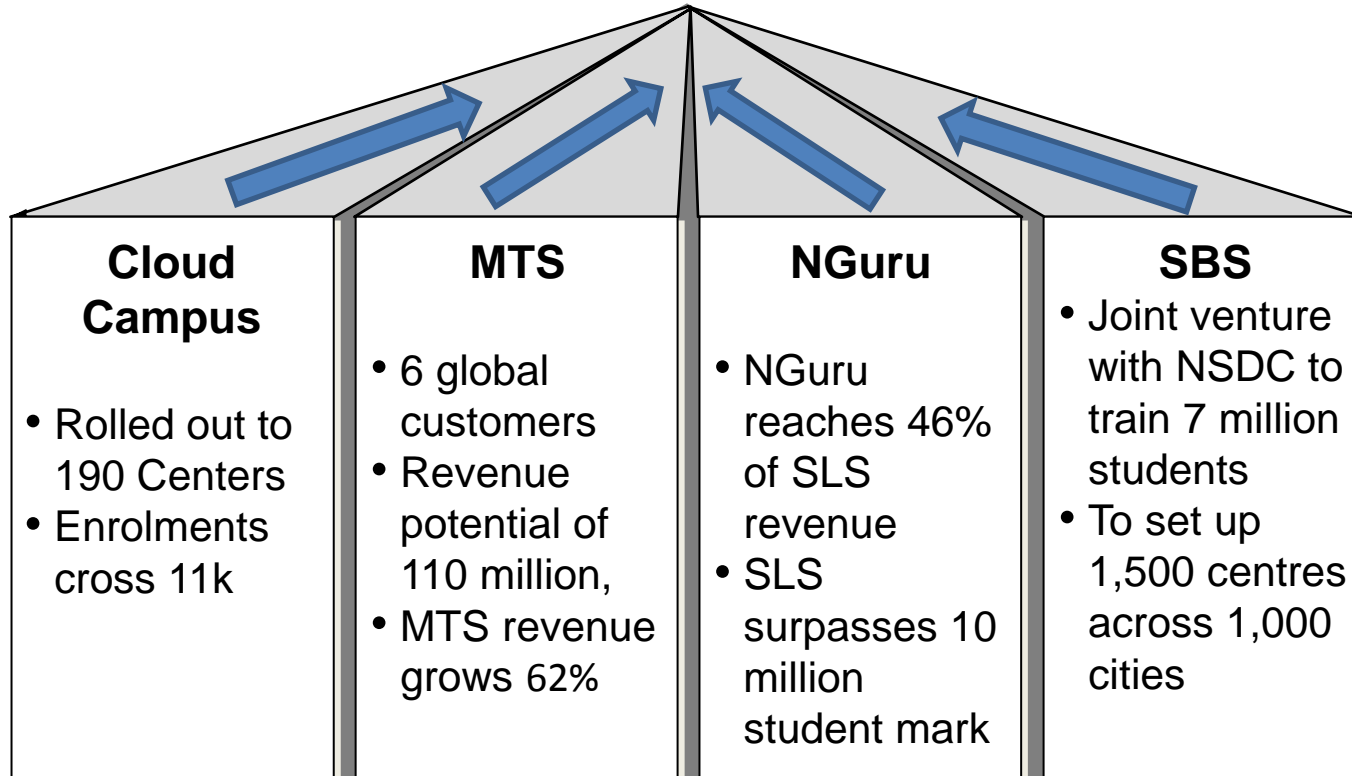 Cloud
Campus
• Rolled out to
190 Centers
• Enrolments
cross 11k
MTS
• 6 global
customers
• Revenue
potential of
110 million,
• MTS revenue
grows 62%
NGuru
• NGuru
reaches 46%
of SLS
revenue
• SLS
surpasses 10
million
student mark
SBS
• Joint venture
with NSDC to
train 7 million
students
• To set up
1,500 centres
across 1,000
cities